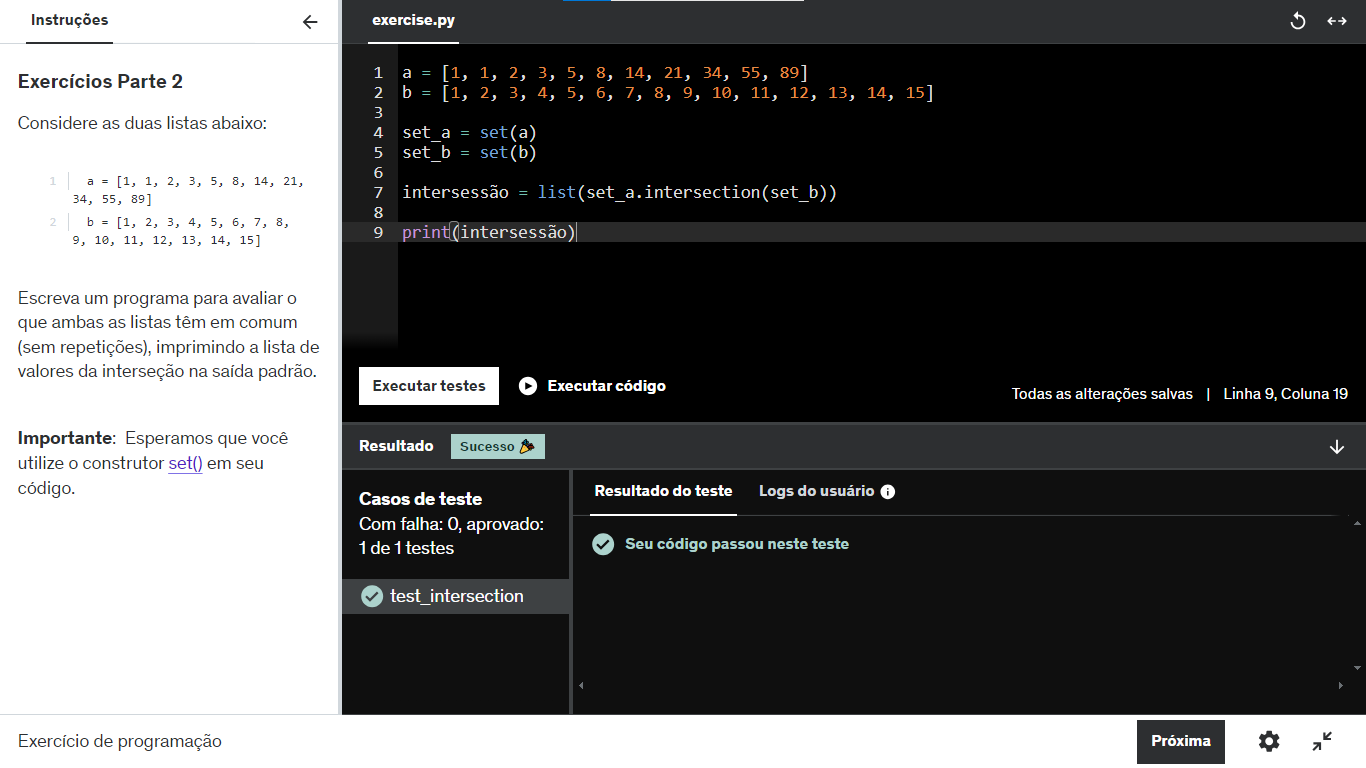 Instruções
Exercícios Parte 2
Considere as duas listas abaixo:
1 a = [1, 1, 2, 3, 5, 8, 14, 21,
34, 55, 89]
2 b = [1, 2, 3, 4, 5, 6, 7, 8,
9, 10, 11, 12, 13, 14, 15]
Escreva um programa para avaliar o
que ambas as listas têm em comum
(sem repetições), imprimindo a lista de
valores da interseção na saída padrão.
Importante: Esperamos que você
utilize o construtor set() em seu
código.
exercise.py
1 a = [1, 1, 2, 3, 5, 8, 14, 21, 34, 55, 89]
2 b = [1, 2, 3, 4, 5, 6, 7, 8, 9, 10, 11, 12, 13, 14, 15]
3
4 set_a = set(a)
5 set_b = set(b)
6
7 intersessão = list(set_a.intersection(set_b))
8
9 print(intersessão)
Executar testes Executar código
Todas as alterações salvas | Linha 9, Coluna 19
Resultado Sucesso
Casos de teste
Com falha: 0, aprovado:
1 de 1 testes
test_intersection
Resultado do teste Logs do usuário
Seu código passou neste teste
Exercício de programação
Próxima